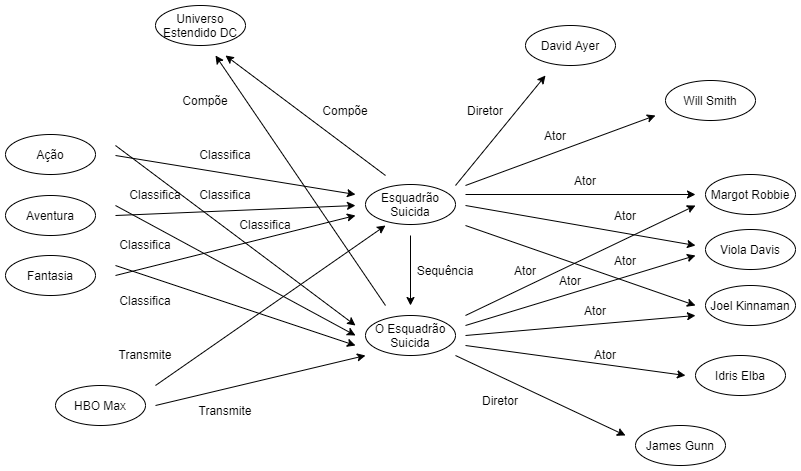 Universo
Estendido DC
David Ayer
Will Smith
Compõe
Compõe
Diretor
Ator
Ação
Classifica
Ator
Esquadrão
Suicida
Margot Robbie
Classifica
Classifica
Aventura
Classifica
Ator
Classifica
Viola Davis
Ator
Fantasia
Sequência
Ator
Ator
Classifica
Joel Kinnaman
Ator
O Esquadrão
Suicida
Transmite
Ator
Idris Elba
HBO Max
Transmite
Diretor
James Gunn